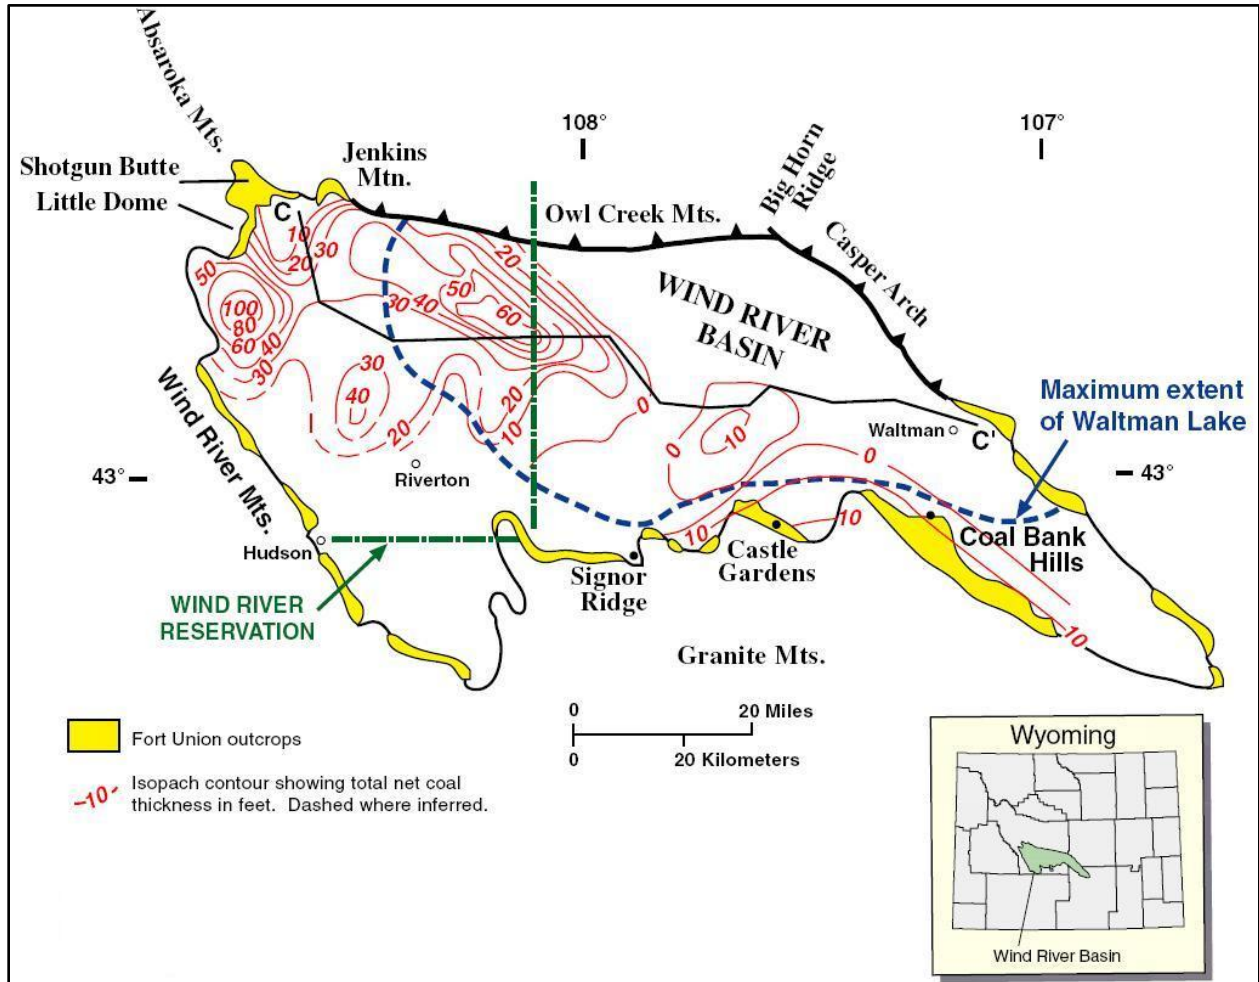 Absaroka Mts.
108°
107°
Shotgun Butte
Little Dome
Jenkins
Mtn.
Owl Creek Mts.
Big Horn
Ridge
Casper Arch
C
10
20
30
20
50
100
80
60
40
30
30
40
50
60
WIND RIVER
BASIN
30
40
20
20
10
0
0
10
0
Maximum extent
of Waltman Lake
Waltman
C'
43°
43°
Wind River Mts.
Riverton
Hudson
10
10
10
WIND RIVER
RESERVATION
Signor
Ridge
Castle
Gardens
Coal Bank
Hills
Granite Mts.
0
20 Miles
0
20 Kilometers
Fort Union outcrops
-10-
Isopach contour showing total net coal
thickness in feet. Dashed where inferred.
Wyoming
Wind River Basin